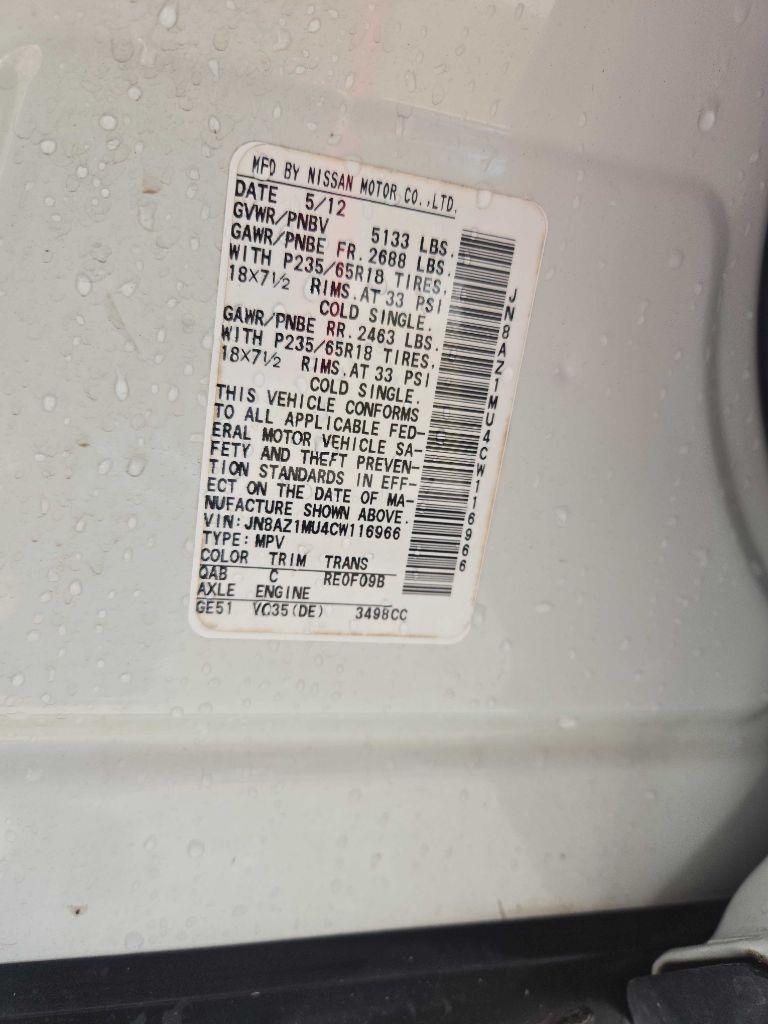 MFD BY NISSAN MOTOR CO.,LTD.
DATE 5/12
GVWR/PNBV 5133 LBS.
GAWR/PNBE FR. 2688 LBS.
WITH P235/65R18 TIRES.
18×7½ RIMS. AT 33 PSI
COLD SINGLE.
GAWR/PNBE RR. 2463 LBS.
WITH P235/65R18 TIRES.
18×7½ RIMS. AT 33 PSI
COLD SINGLE.
THIS VEHICLE CONFORMS
TO ALL APPLICABLE FED-
ERAL MOTOR VEHICLE SA-
FETY AND THEFT PREVEN-
TION STANDARDS IN EFF-
ECT ON THE DATE OF MA-
NUFACTURE SHOWN ABOVE.
VIN: JN8AZ1MU4CW116966
TYPE: MPV
COLOR TRIM TRANS
QAB C RE0F09B
AXLE ENGINE
GE51 VQ35(DE) 3498CC
JN8AZ1MU4CW116966